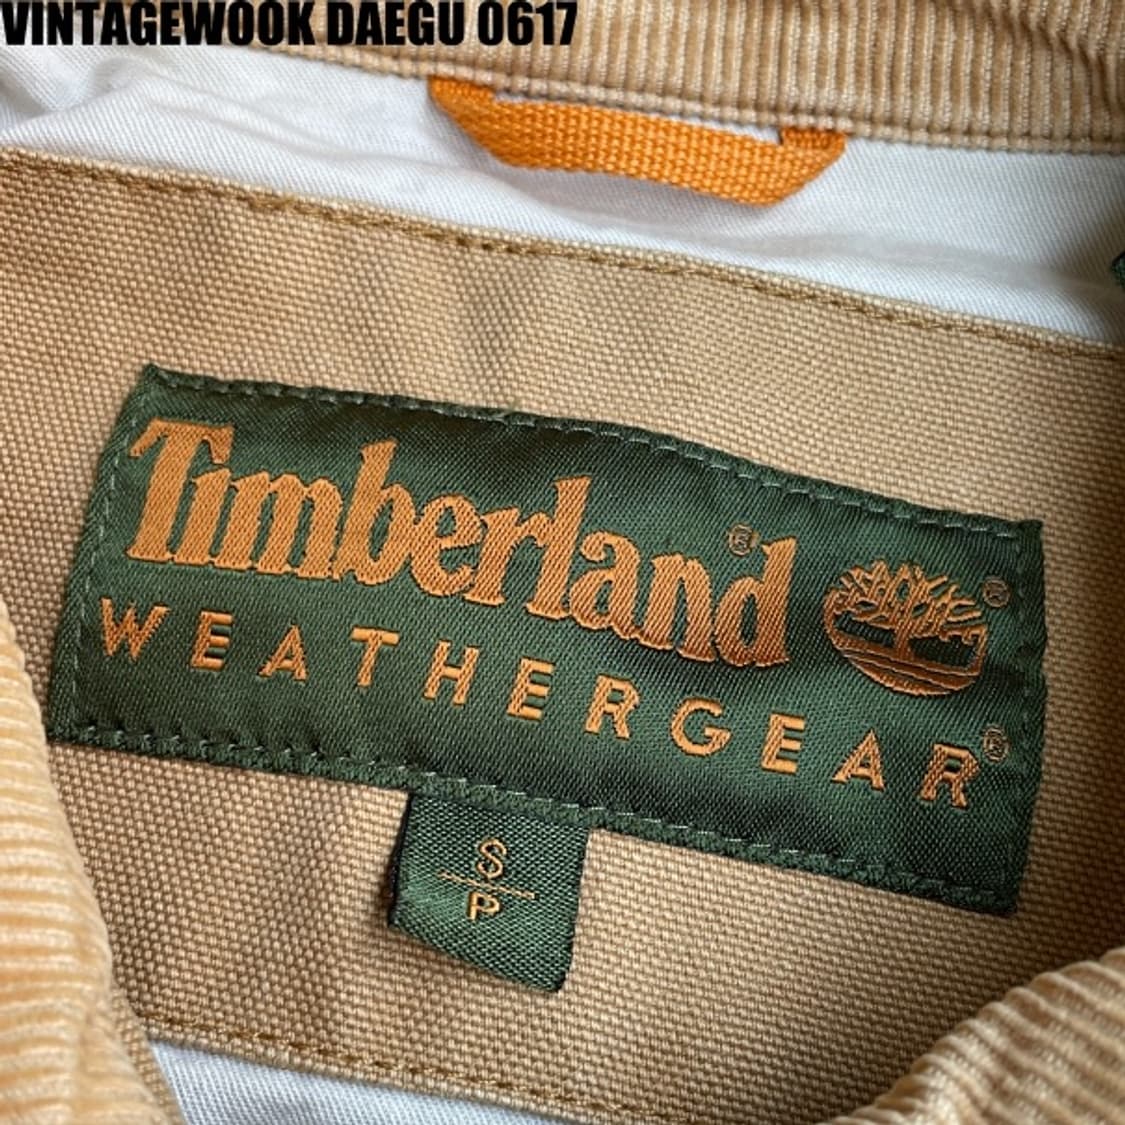 VINTAGEWOOK DAEGU 0617
Timberland®
®
WEATHERGEAR®
S
P